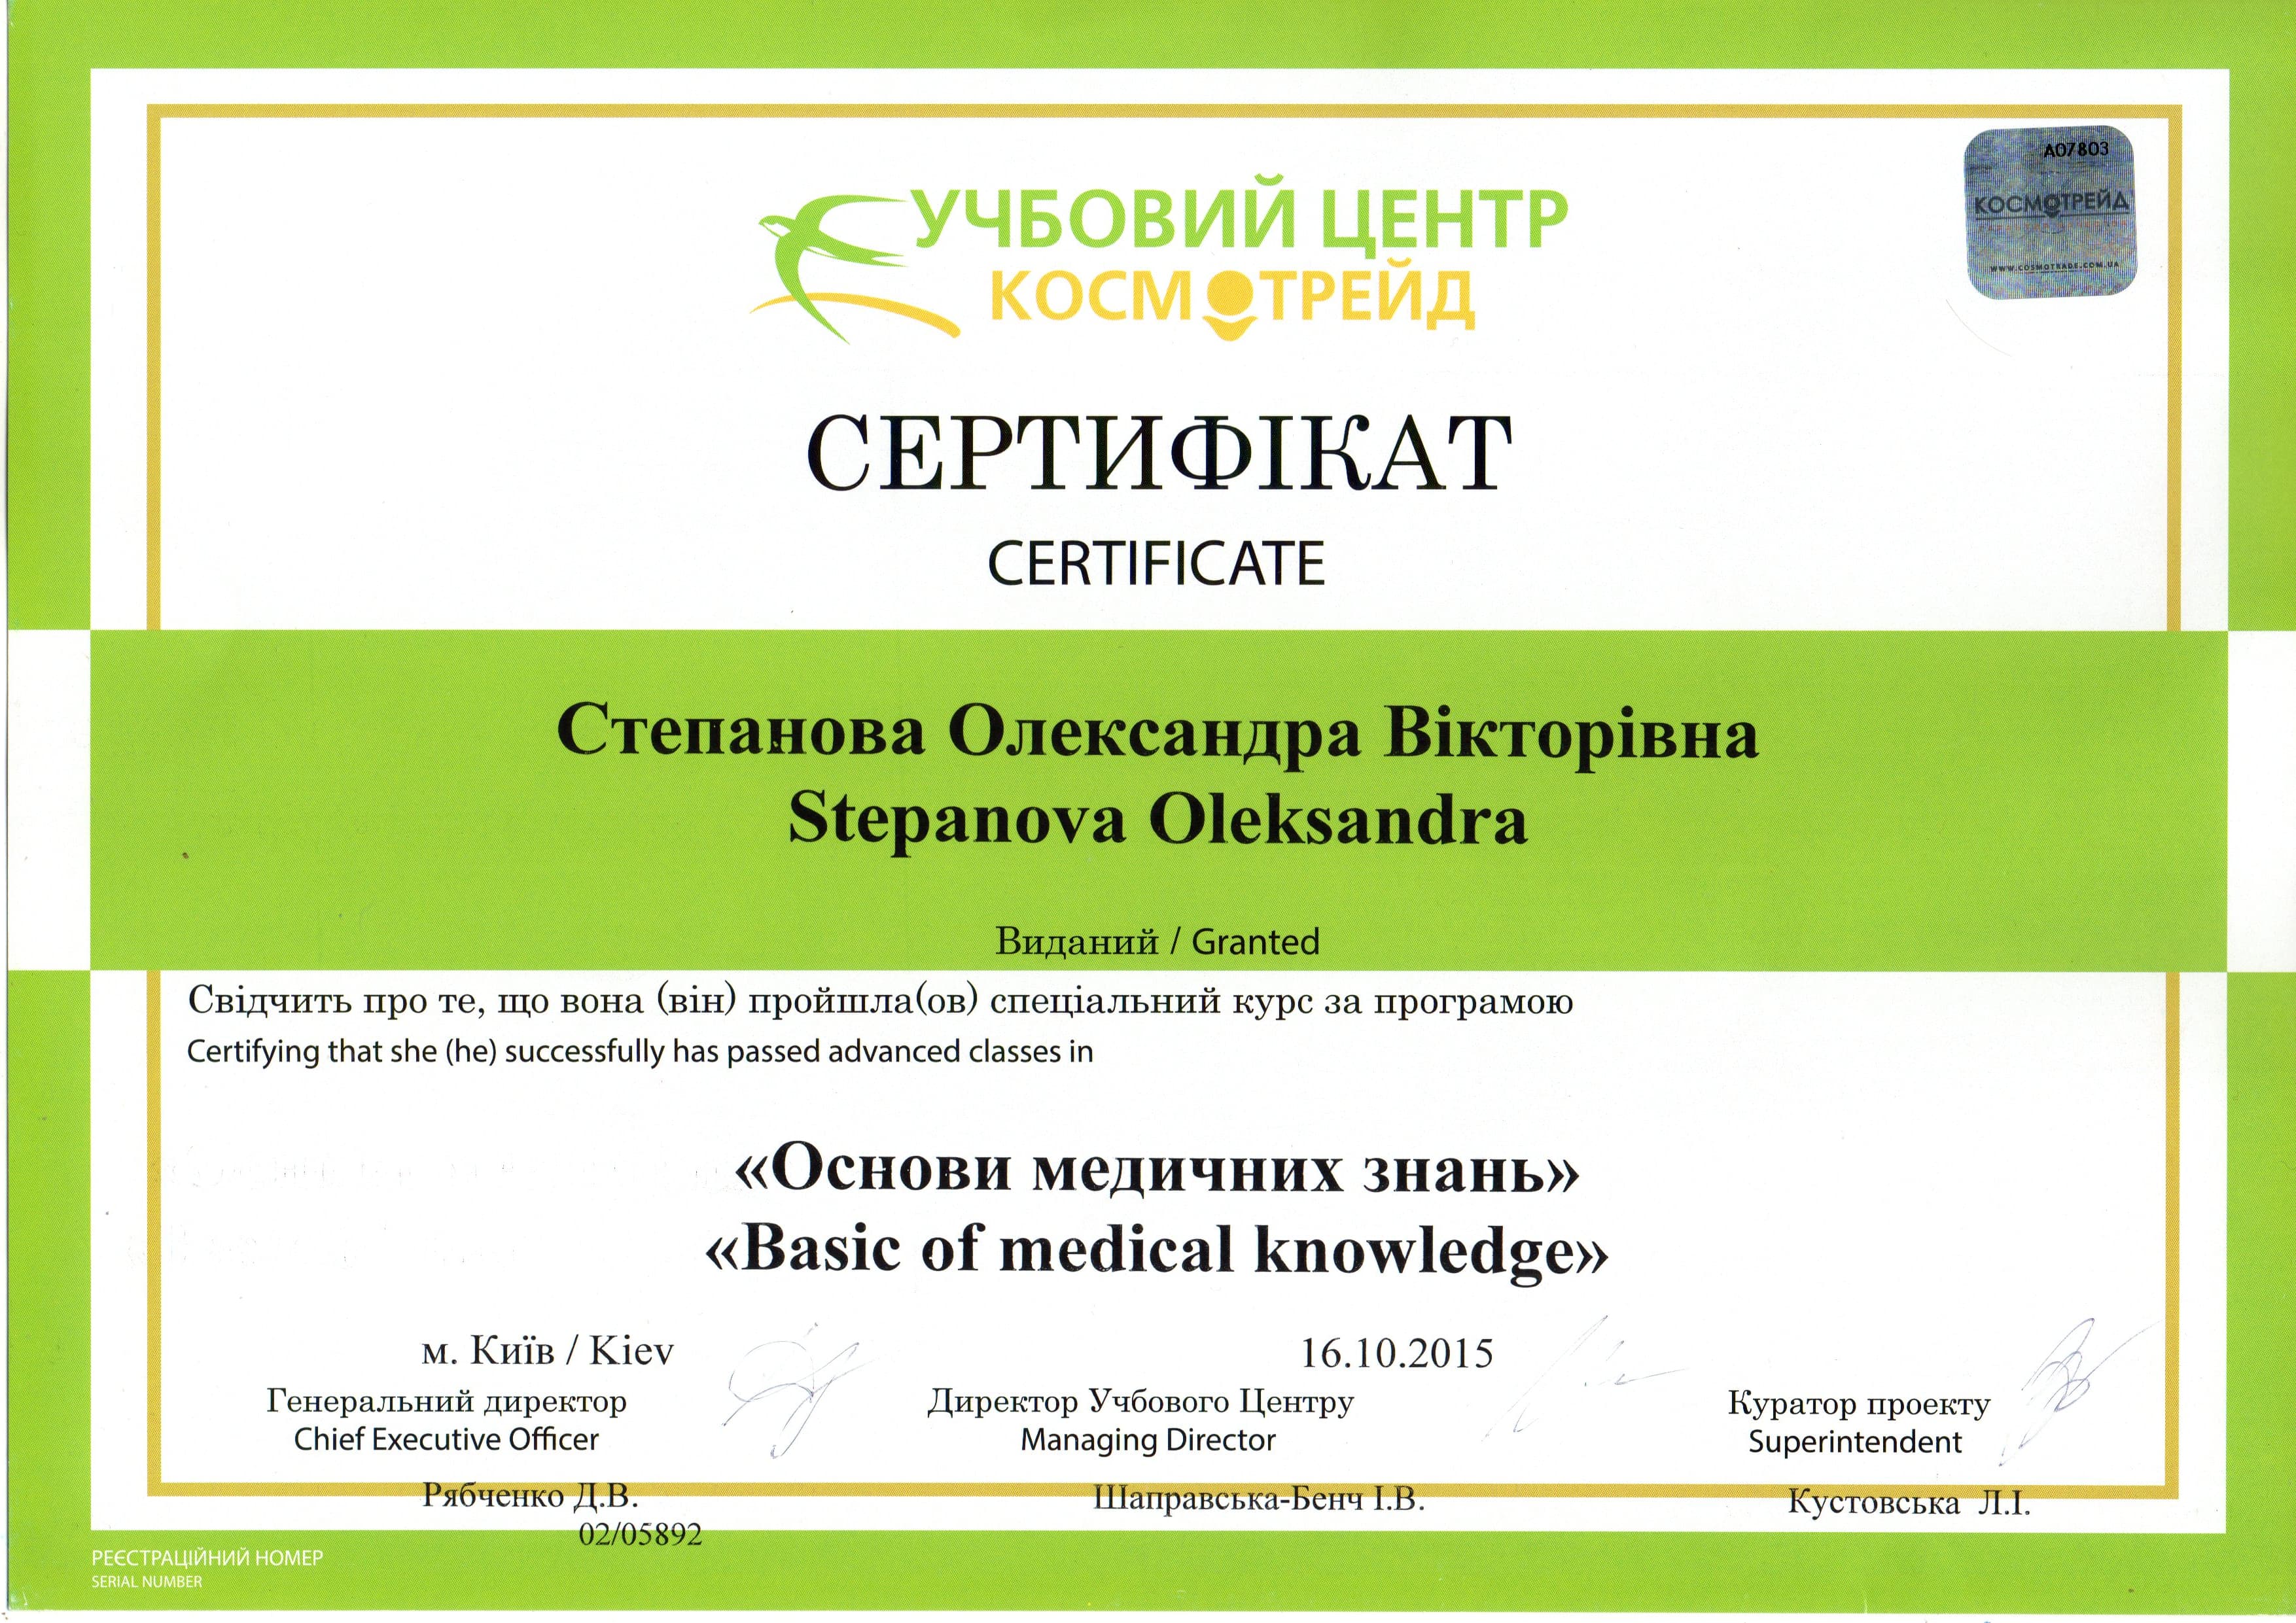 A07803
КОСМОТРЕЙД
WWW.COSMOTRADE.COM.UA
УЧБОВИЙ ЦЕНТР
КОСМОТРЕЙД
СЕРТИФІКАТ
CERTIFICATE
Степанова Олександра Вікторівна
Stepanova Oleksandra
Виданий / Granted
Свідчить про те, що вона (він) пройшла(ов) спеціальний курс за програмою
Certifying that she (he) successfully has passed advanced classes in
«Основи медичних знань»
«Basic of medical knowledge»
м. Київ / Kiev 16.10.2015
Генеральний директор Директор Учбового Центру Куратор проекту
Chief Executive Officer Managing Director Superintendent
Рябченко Д.В. Шаправська-Бенч І.В. Кустовська Л.І.
02/05892
РЕЄСТРАЦІЙНИЙ НОМЕР
SERIAL NUMBER